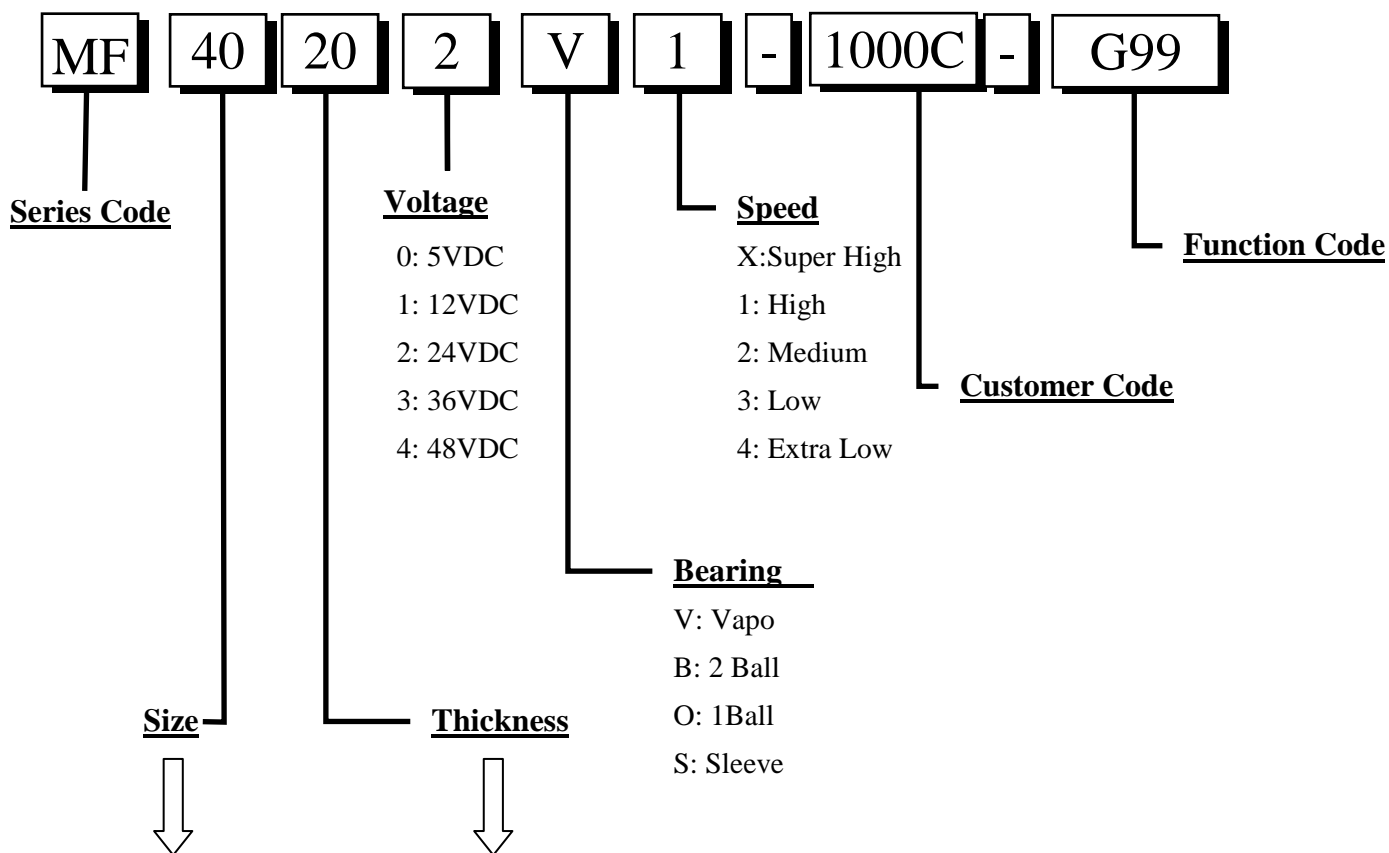 MF 40 20 2 V 1 - 1000C - G99
Series Code
Voltage
0: 5VDC
1: 12VDC
2: 24VDC
3: 36VDC
4: 48VDC
Speed
X:Super High
1: High
2: Medium
3: Low
4: Extra Low
Function Code
Customer Code
Bearing
V: Vapo
B: 2 Ball
O: 1Ball
S: Sleeve
Size
Thickness